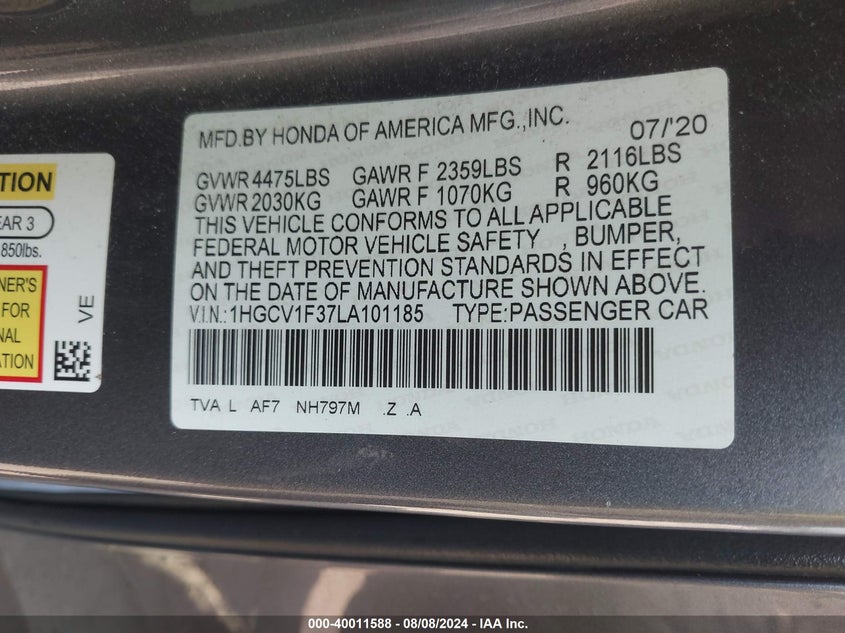 MFD.BY HONDA OF AMERICA MFG.,INC. 07/'20
GVWR 4475LBS GAWR F 2359LBS R 2116LBS
GVWR 2030KG GAWR F 1070KG R 960KG
THIS VEHICLE CONFORMS TO ALL APPLICABLE
FEDERAL MOTOR VEHICLE SAFETY , BUMPER,
AND THEFT PREVENTION STANDARDS IN EFFECT
ON THE DATE OF MANUFACTURE SHOWN ABOVE.
V.I.N.:1HGCV1F37LA101185 TYPE:PASSENGER CAR
TVA L AF7 NH797M .Z .A
EAR 3
850lbs.
NER'S
FOR
NAL
ATION
VE
000-40011588 - 08/08/2024 - IAA Inc.